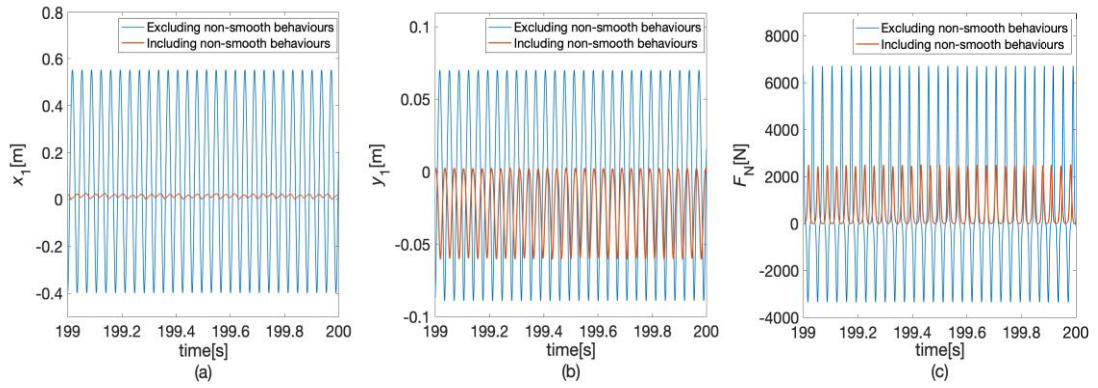 0.8
0.6
0.4
0.2
0
-0.2
-0.4
x1[m]
199
199.2
199.4
199.6
199.8
200
time[s]
(a)
Excluding non-smooth behaviours
Including non-smooth behaviours
0.1
0.05
0
-0.05
-0.1
y1[m]
199
199.2
199.4
199.6
199.8
200
time[s]
(b)
Excluding non-smooth behaviours
Including non-smooth behaviours
8000
6000
4000
2000
0
-2000
-4000
FN[N]
199
199.2
199.4
199.6
199.8
200
time[s]
(c)
Excluding non-smooth behaviours
Including non-smooth behaviours